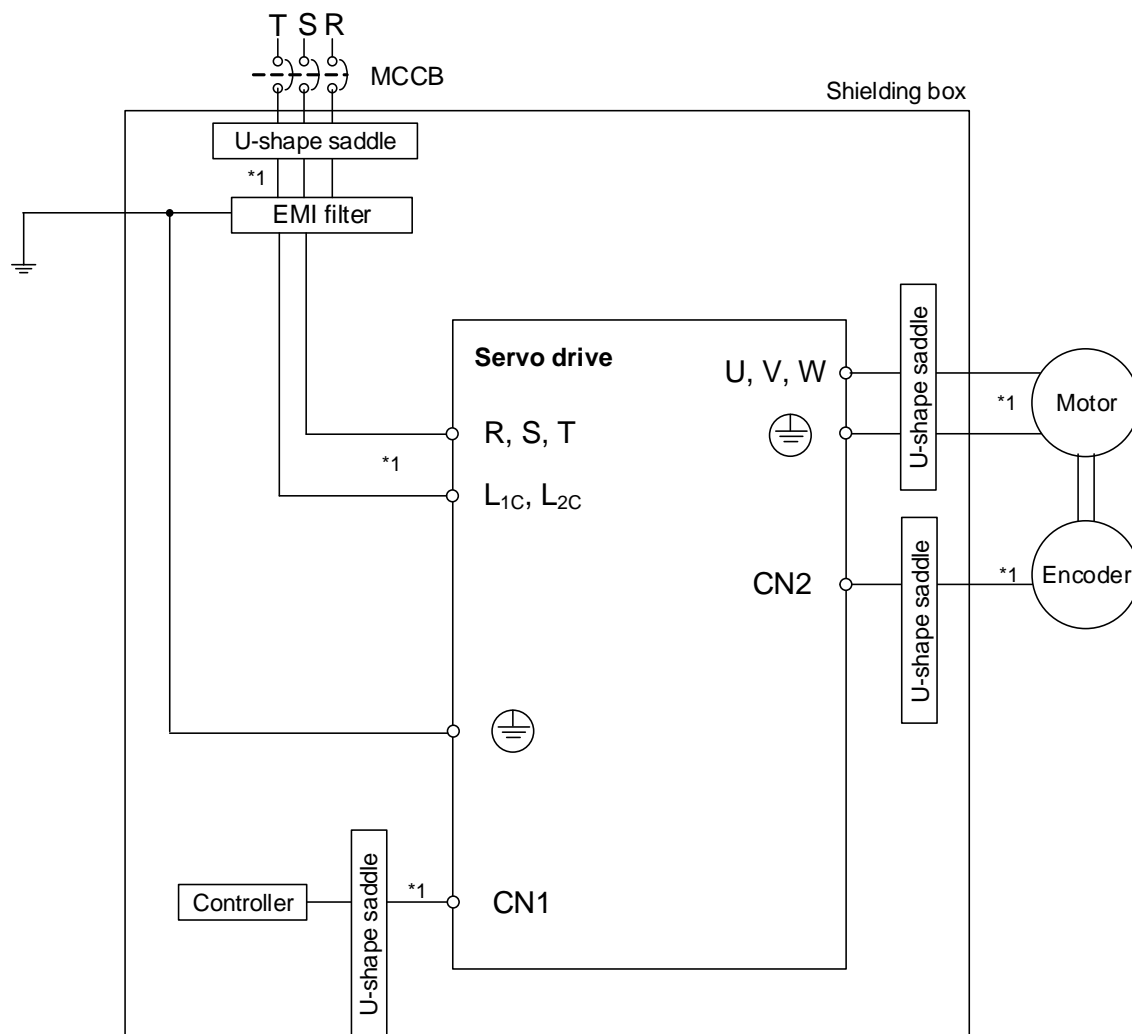 T S R
MCCB
Shielding box
U-shape saddle
*1
EMI filter
Servo drive
U, V, W
R, S, T
*1
L1C, L2C
U-shape saddle
*1
Motor
CN2
U-shape saddle
*1
Encoder
Controller
U-shape saddle
*1
CN1